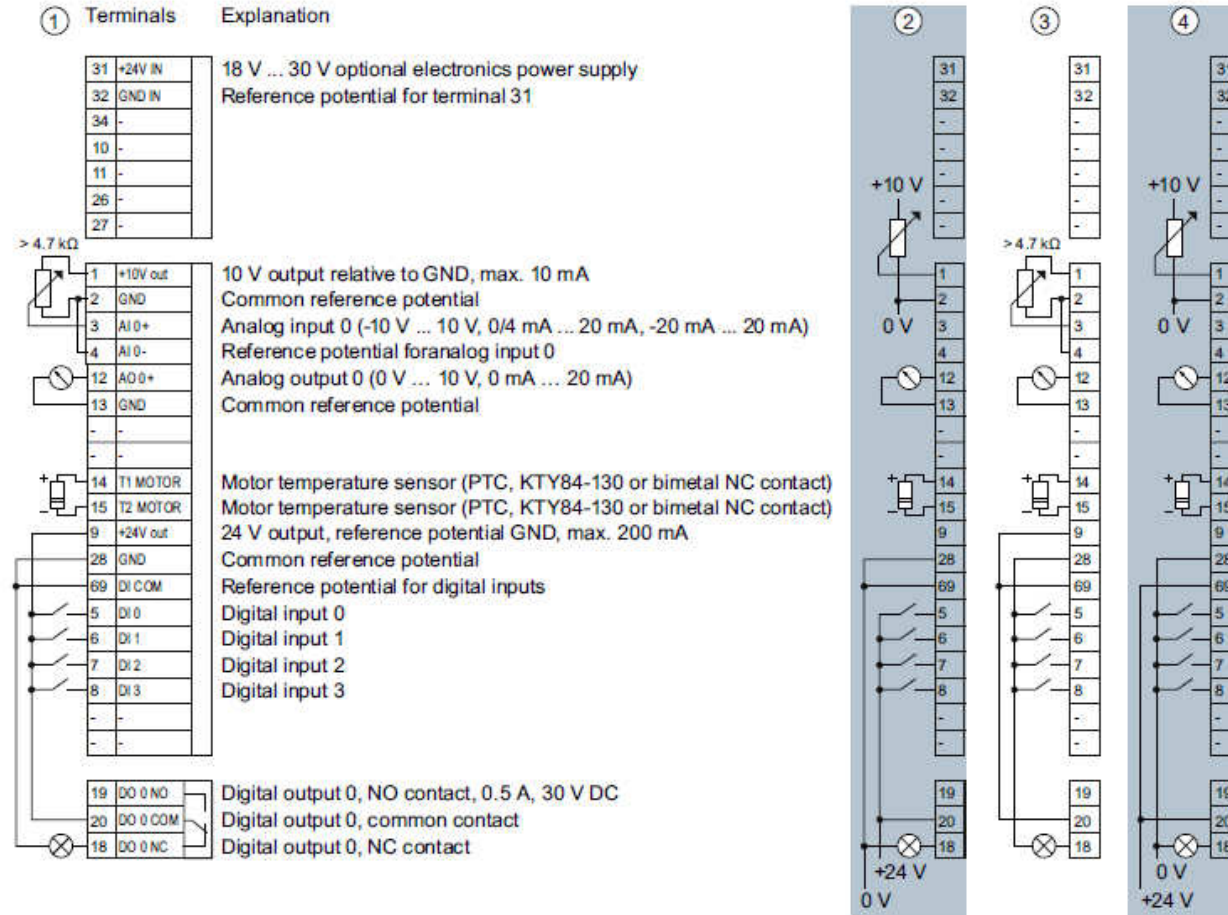 ① Terminals Explanation ② ③ ④
31 +24V IN 18 V ... 30 V optional electronics power supply 31 31 31
32 GND IN Reference potential for terminal 31 32 32 32
34 - - - -
10 - - - -
11 - - - -
26 - +10 V - - +10 V -
27 - - - -
> 4.7 kΩ > 4.7 kΩ
1 +10V out 10 V output relative to GND, max. 10 mA 1 1 1
2 GND Common reference potential 2 2 2
3 AI 0+ Analog input 0 (-10 V ... 10 V, 0/4 mA ... 20 mA, -20 mA ... 20 mA) 0 V 3 3 0 V 3
4 AI 0- Reference potential foranalog input 0 4 4 4
12 AO 0+ Analog output 0 (0 V ... 10 V, 0 mA ... 20 mA) 12 12 12
13 GND Common reference potential 13 13 13
- - - - -
- - - - -
+ 14 T1 MOTOR Motor temperature sensor (PTC, KTY84-130 or bimetal NC contact) + 14 + 14 + 14
- 15 T2 MOTOR Motor temperature sensor (PTC, KTY84-130 or bimetal NC contact) - 15 - 15 - 15
9 +24V out 24 V output, reference potential GND, max. 200 mA 9 9 9
28 GND Common reference potential 28 28 28
69 DI COM Reference potential for digital inputs 69 69 69
5 DI 0 Digital input 0 5 5 5
6 DI 1 Digital input 1 6 6 6
7 DI 2 Digital input 2 7 7 7
8 DI 3 Digital input 3 8 8 8
- - - - -
- - - - -
19 DO 0 NO Digital output 0, NO contact, 0.5 A, 30 V DC 19 19 19
20 DO 0 COM Digital output 0, common contact 20 20 20
18 DO 0 NC Digital output 0, NC contact 18 18 18
+24 V 0 V
0 V +24 V